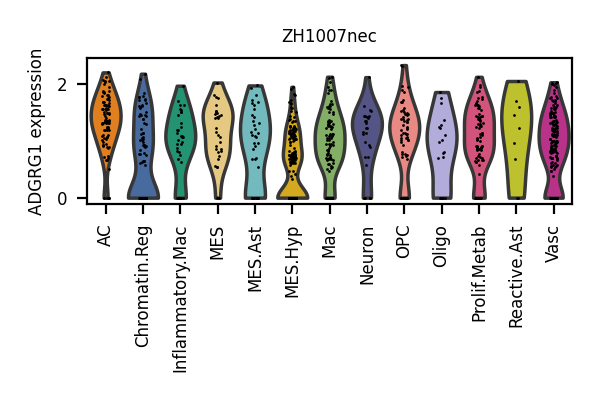 ZH1007nec
ADGRG1 expression
2
0
AC
Chromatin.Reg
Inflammatory.Mac
MES
MES.Ast
MES.Hyp
Mac
Neuron
OPC
Oligo
Prolif.Metab
Reactive.Ast
Vasc